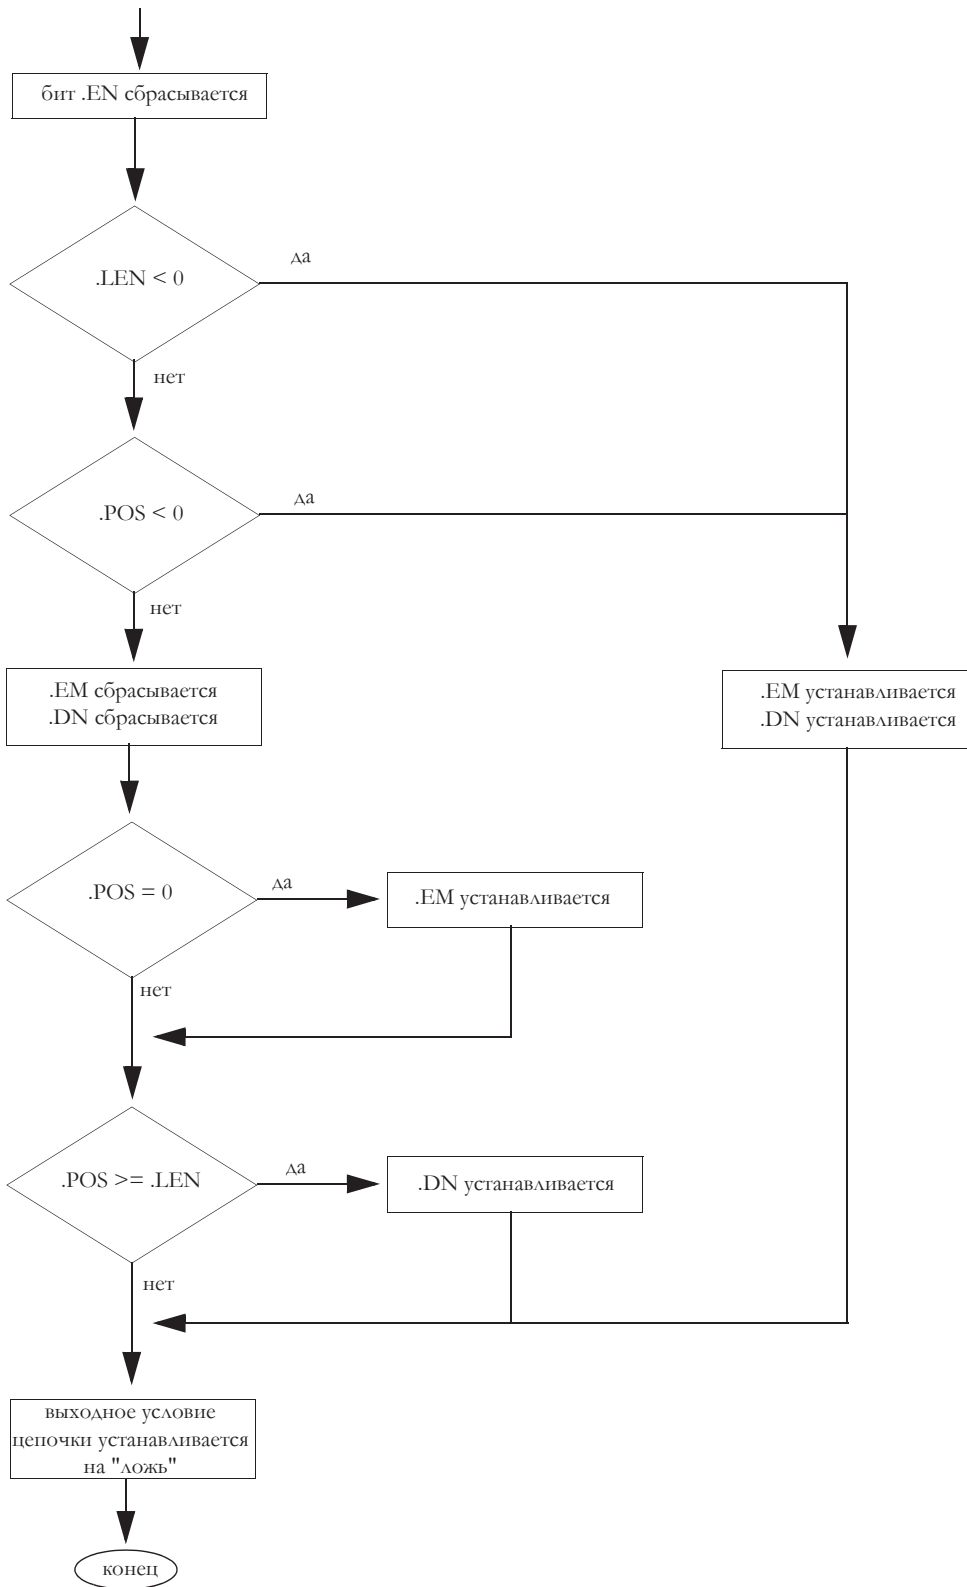 бит .EN сбрасывается
да
.LEN < 0
нет
да
.POS < 0
нет
.EM сбрасывается
.DN сбрасывается
.EM устанавливается
.DN устанавливается
да
.POS = 0
.EM устанавливается
нет
да
.POS >= .LEN
.DN устанавливается
нет
выходное условие
цепочки устанавливается
на "ложь"
конец